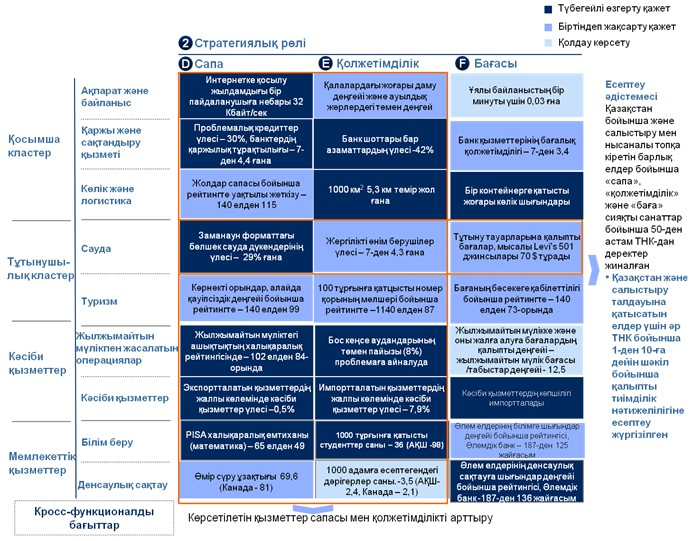 Түбегейлі өзгерту қажет
Біртіндеп жақсарту қажет
Қолдау көрсету
2 Стратегиялық рөлі
D Сапа
E Қолжетімділік
F Бағасы
Қосымша
кластер
Ақпарат және
байланыс
Интернетке қосылу
жылдамдығы бір
пайдаланушыға небары 32
Кбайт/сек
Қалалардағы жоғары даму
деңгейі және ауылдық
жерлердегі төмен деңгей
Ұялы байланыстың бір
минуты үшін 0,03 ғана
Қаржы және
сақтандыру
қызметі
Проблемалық кредиттер
үлесі – 30%, банктердің
қаржылық тұрақтылығы – 7-
ден 4,4 ғана
Банк шоттары бар
азаматтардың үлесі -42%
Банк қызметтерінің бағалық
қолжетімділігі – 7-ден 3,4
Көлік және
логистика
Жолдар сапасы бойынша
рейтингте уақтылы жеткізу –
140 елден 115
1000 км² 5,3 км темір жол
ғана
Бір контейнерге қатысты
жоғары көлік шығындары
Тұтынушы-
лық кластер
Сауда
Заманауи форматтағы
бөлшек сауда дүкендерінің
үлесі – 29% ғана
Жергілікті өнім берушілер
үлесі – 7-ден 4,3 ғана
Тұтыну тауарларына қалыпты
бағалар, мысалы Levi's 501
джинсылары 70 $ тұрады
Туризм
Көрнекті орындар, алайда
қауіпсіздік деңгейі бойынша
рейтингте – 140 елден 99
100 тұрғынға қатысты номер
қорының мөлшері бойынша
рейтингте –1140 елден 87
Бағаның бәсекеге қабілеттілігі
бойынша рейтингте – 140
елден 73-орында
Кәсіби
қызметтер
Жылжымайтын
мүлікпен жасалатын
операциялар
Жылжымайтын мүліктегі
ашықтықтың халықаралық
рейтингісінде – 102 елден 84-
орында
Бос кеңсе аудандарының
төмен пайызы (8%)
проблемаға айналуда
Жылжымайтын мүлікке және
оны жалға алуға бағалардың
қалыпты деңгейі –
жылжымайтын мүлік бағасы
/табыстар деңгейі - 12,5
Кәсіби қызметтер
Экспортталатын қызметтердің
жалпы көлемінде кәсіби
қызметтер үлесі –0,5%
Импортталатын қызметтердің
жалпы көлемінде кәсіби
қызметтер үлесі – 7,9%
Кәсіби қызметтердің көпшілігі
импортталады
Мемлекеттік
қызметтер
Білім беру
PISA халықаралық емтиханы
(математика) – 65 елден 49
1000 тұрғынға қатысты
студенттер саны – 36 (АҚШ -98)
Әлем елдерінің білімге шығындар
деңгейі бойынша рейтингісі,
Әлемдік банк – 187-ден 125
жайғасым
Денсаулық сақтау
Өмір сүру ұзақтығы 69,6
(Канада - 81)
1000 адамға есептегендегі
дәрігерлер саны. -3,5 (АҚШ-
2,4, Канада – 2,1)
Әлем елдерінің денсаулық
сақтауға шығындар деңгейі
бойынша рейтингісі, Әлемдік
банк -187-ден 136 жайғасым
Кросс-функционалды
бағыттар
Көрсетілетін қызметтер сапасы мен қолжетімділікті арттыру
Есептеу
әдістемесі
Қазақстан
бойынша және
салыстыру мен
нысаналы топқа
кіретін барлық
елдер бойынша
«сапа»,
«қолжетімділік»
және «баға»
сияқты санаттар
бойынша 50-ден
астам ТНК-дан
деректер
жиналған
▪ Қазақстан және
салыстыру
талдауына
қатысатын
елдер үшін әр
ТНК бойынша
1-ден 10-ға
дейін шәкіл
бойынша
қалыпты
тиімділік
нәтижелілігіне
есептеу
жүргізілген